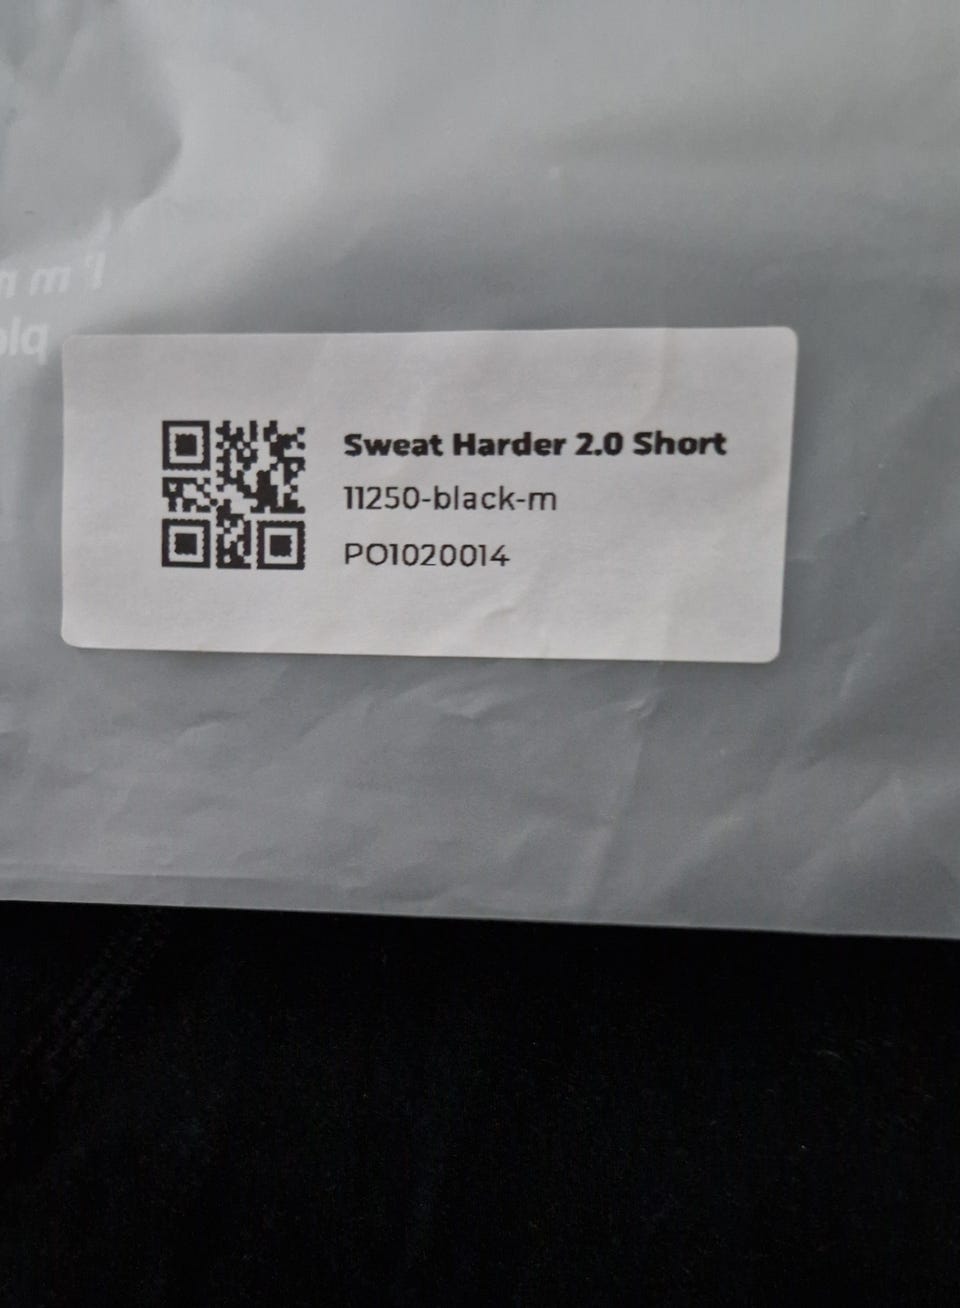 Sweat Harder 2.0 Short
11250-black-m
PO1020014